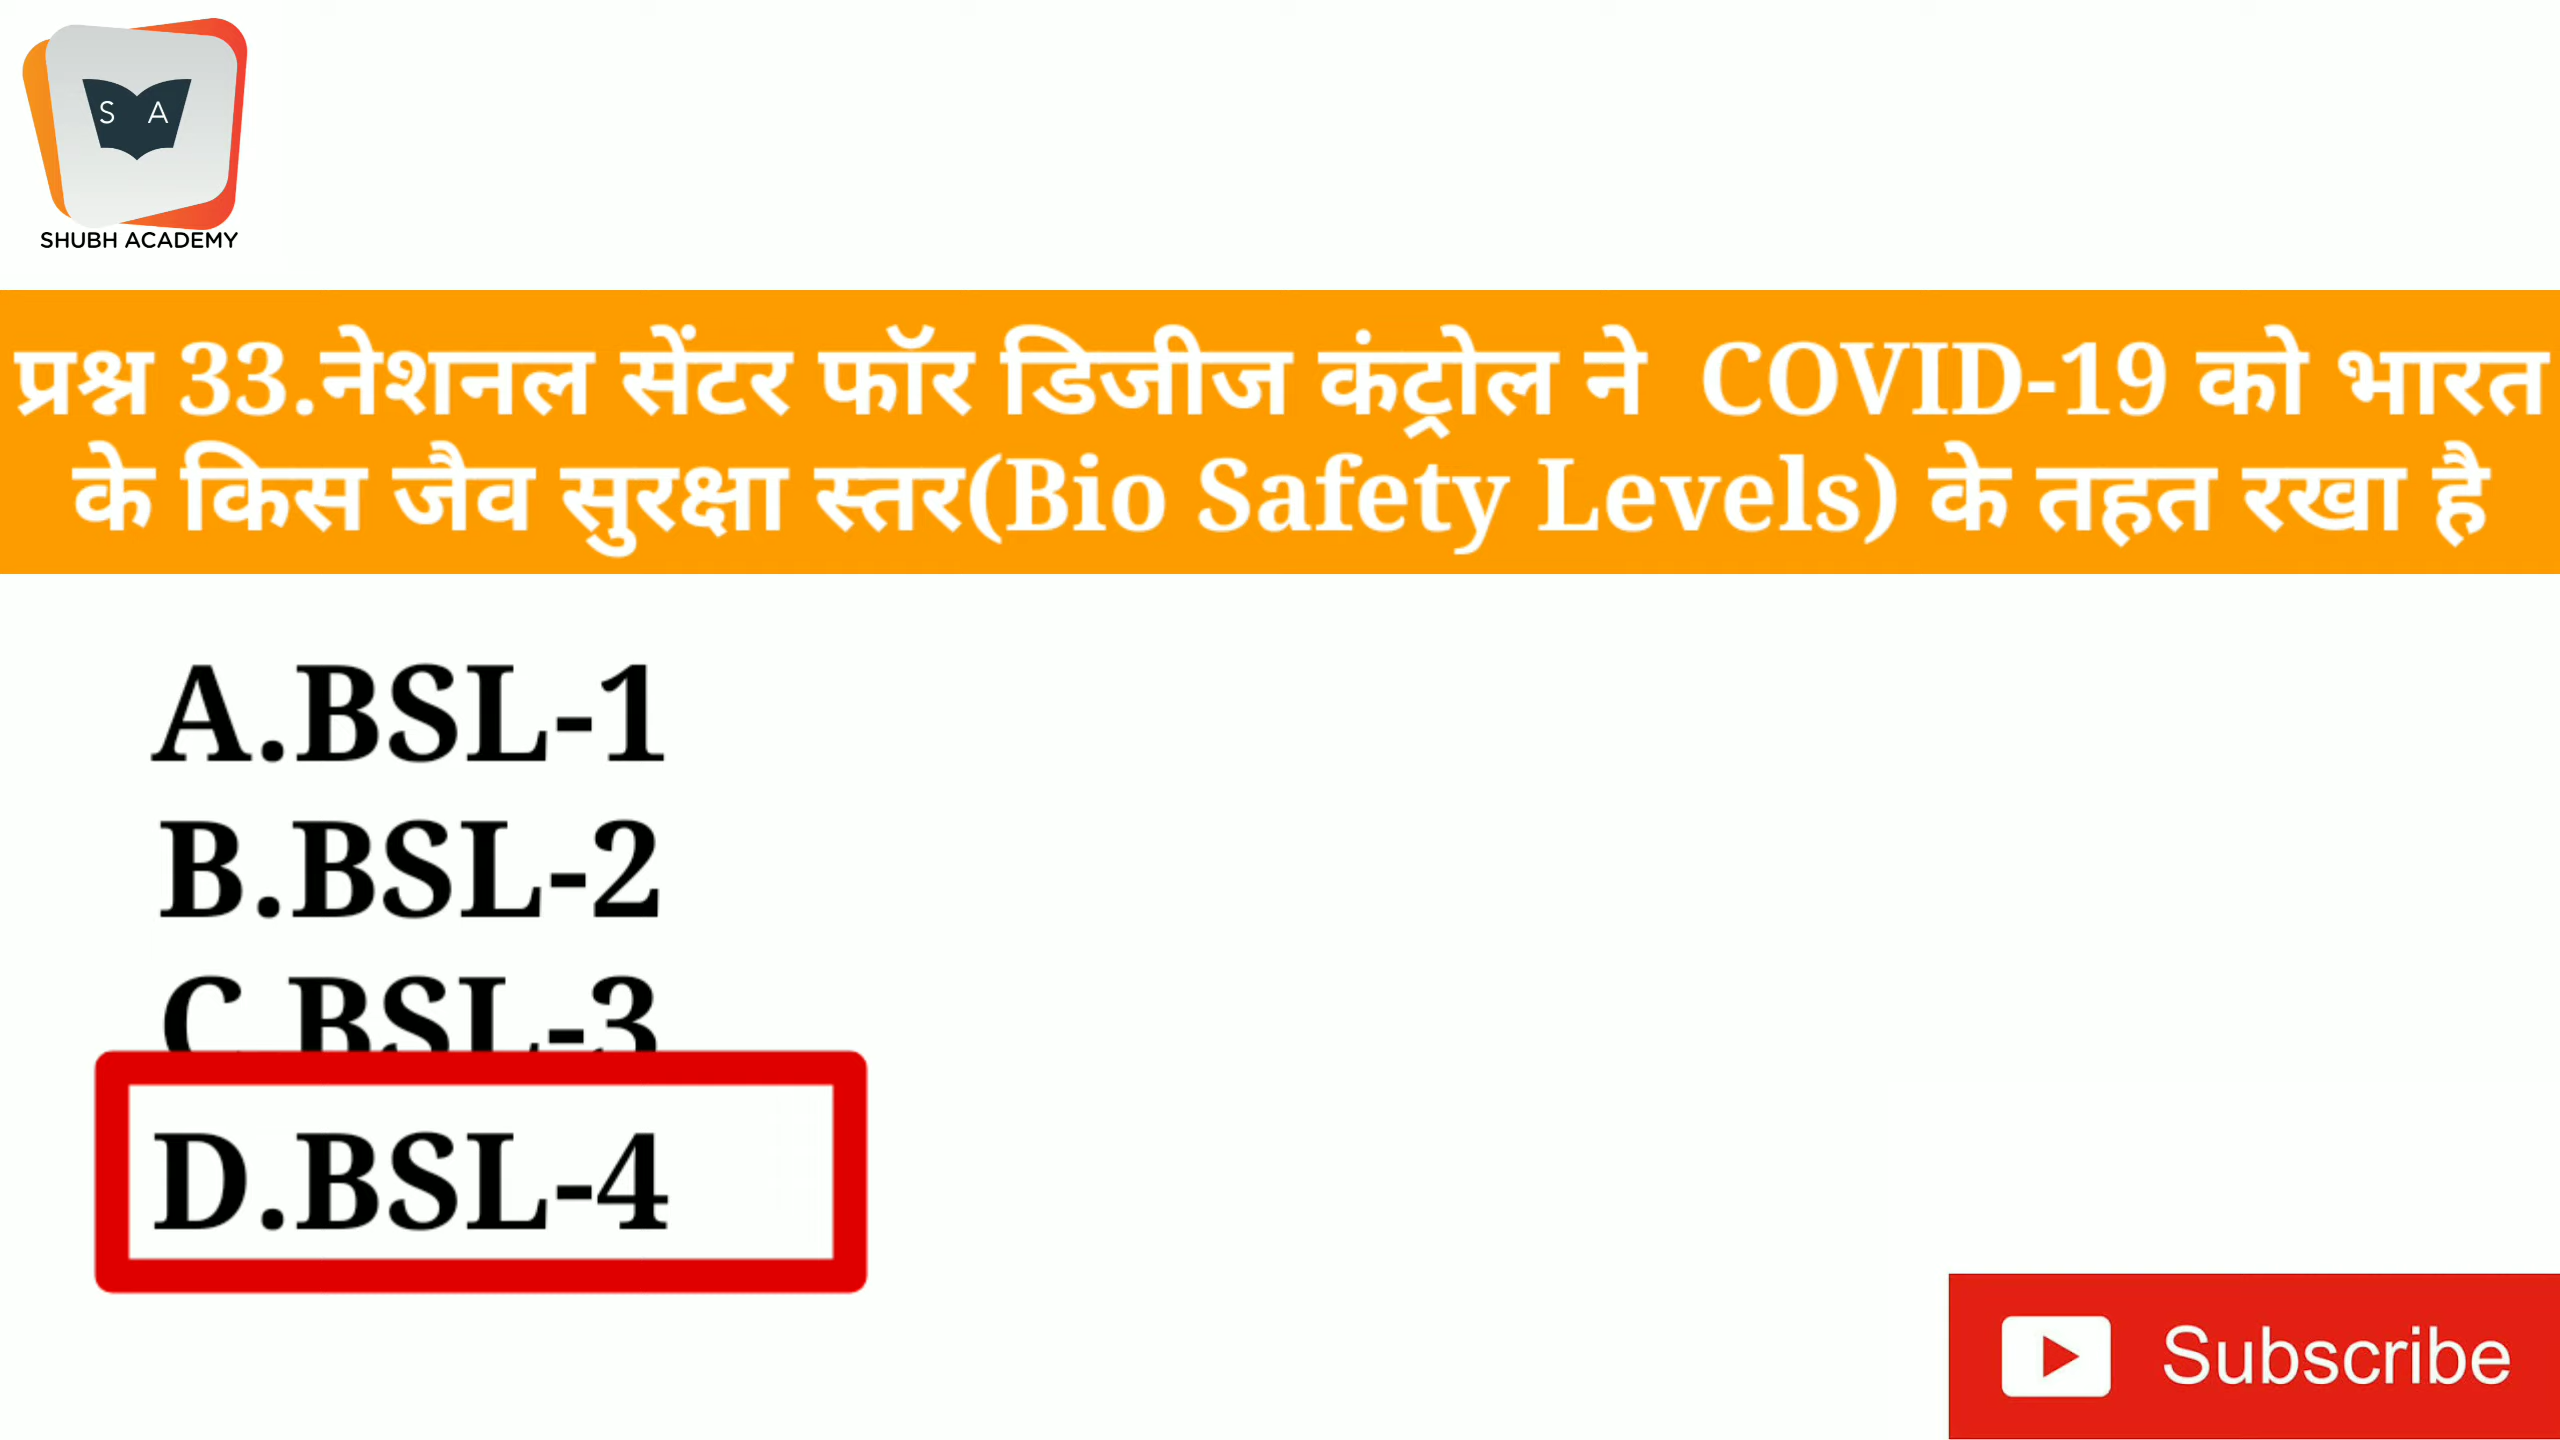 S A
SHUBH ACADEMY
प्रश्न 33.नेशनल सेंटर फॉर डिजीज कंट्रोल ने COVID-19 को भारत
के किस जैव सुरक्षा स्तर(Bio Safety Levels) के तहत रखा है
A.BSL-1
B.BSL-2
C.BSL-3
D.BSL-4
Subscribe